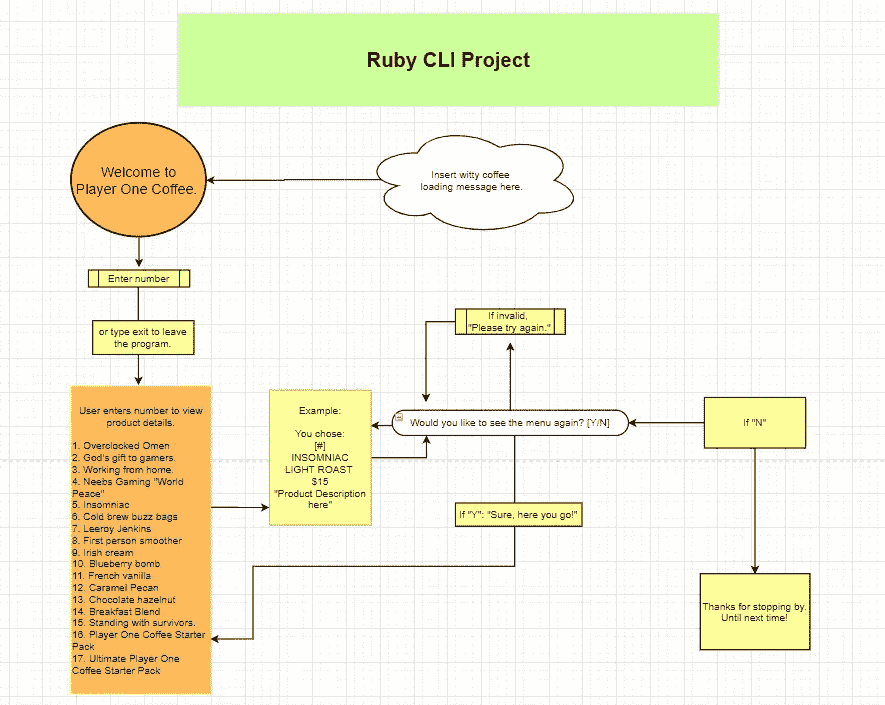 Ruby CLI Project
Welcome to
Player One Coffee.
Insert witty coffee
loading message here.
Enter number
or type exit to leave
the program.
User enters number to view
product details.
1. Overclocked Omen
2. God's gift to gamers.
3. Working from home.
4. Neebs Gaming "World
Peace"
5. Insomniac
6. Cold brew buzz bags
7. Leeroy Jenkins
8. First person smoother
9. Irish cream
10. Blueberry bomb
11. French vanilla
12. Caramel Pecan
13. Chocolate hazelnut
14. Breakfast Blend
15. Standing with survivors.
16. Player One Coffee Starter
Pack
17. Ultimate Player One
Coffee Starter Pack
Example:
You chose:
[#]
INSOMNIAC
LIGHT ROAST
$15
"Product Description
here"
If invalid,
"Please try again."
Would you like to see the menu again? [Y/N]
If "Y": "Sure, here you go!"
If "N"
Thanks for stopping by.
Until next time!